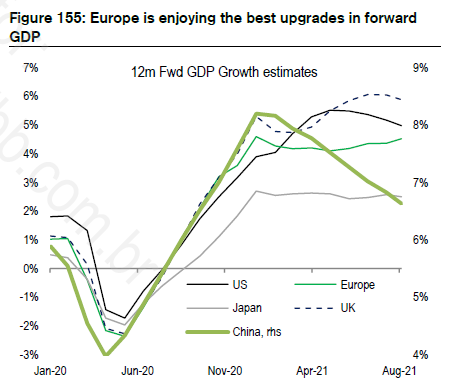 Figure 155: Europe is enjoying the best upgrades in forward
GDP
12m Fwd GDP Growth estimates
7%
6%
5%
4%
3%
2%
1%
0%
-1%
-2%
-3%
9%
8%
7%
6%
5%
4%
US
Europe
Japan
UK
China, rhs
Jan-20
Jun-20
Nov-20
Apr-21
Aug-21